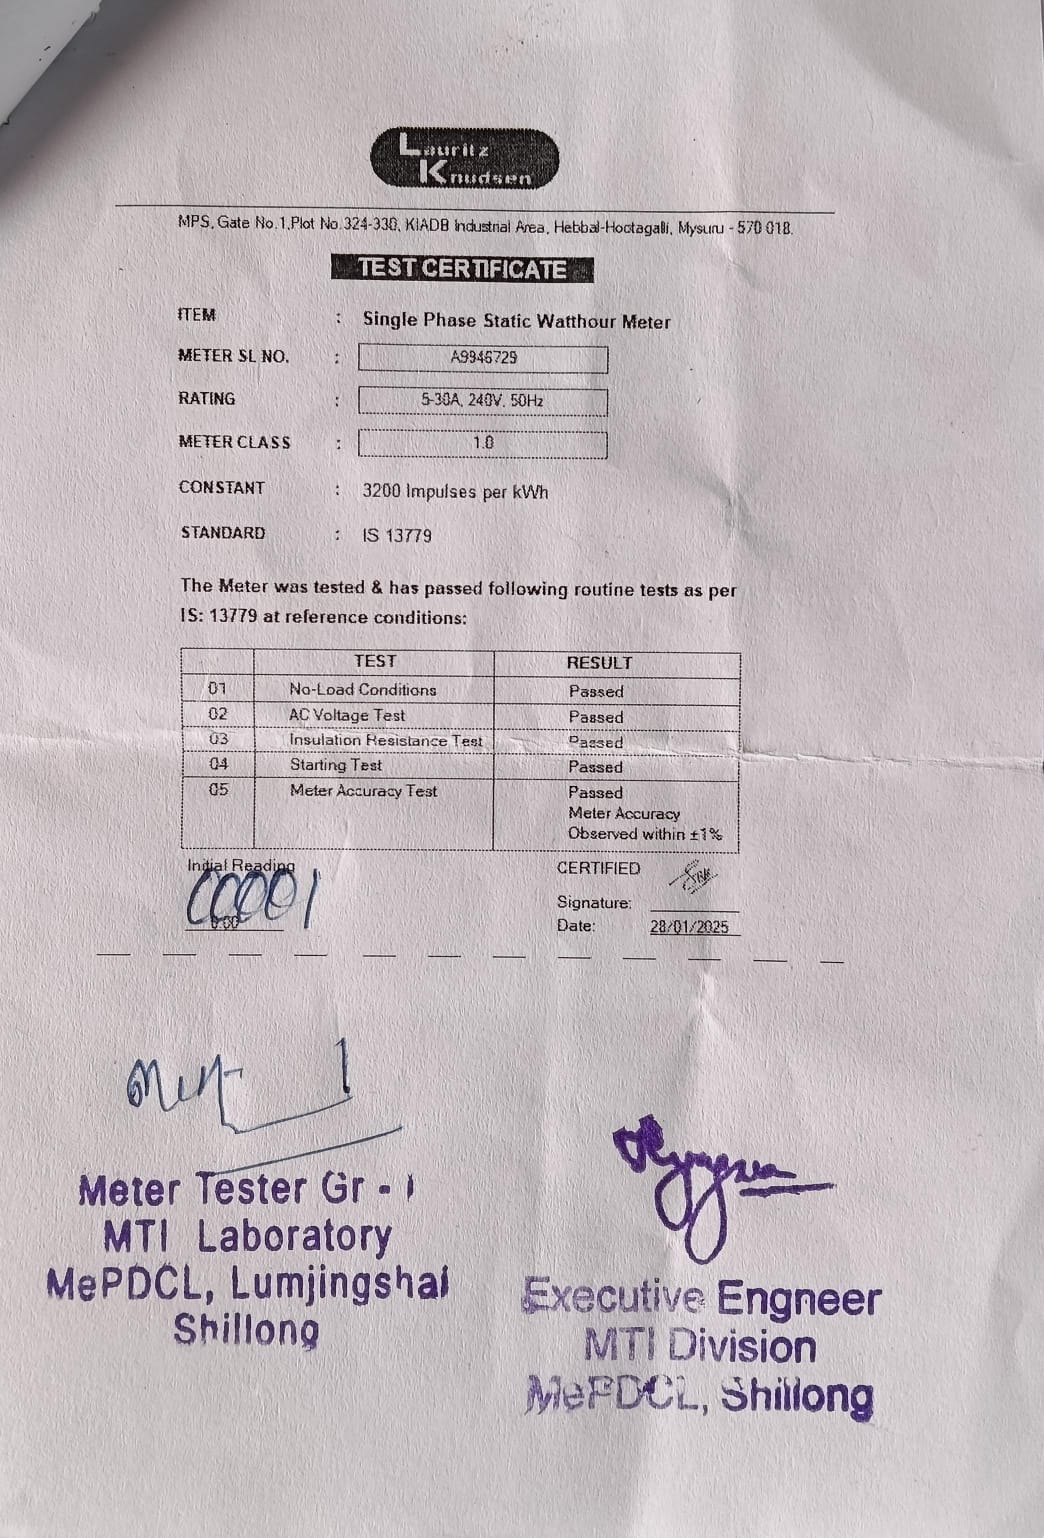 Lauritz
Knudsen
MPS, Gate No.1,Plot No.324-330, KIADB Industrial Area, Hebbal-Hootagalli, Mysuru - 570 018.
TEST CERTIFICATE
ITEM : Single Phase Static Watthour Meter
METER SL NO. : A9946729
RATING : 5-30A, 240V, 50Hz
METER CLASS : 1.0
CONSTANT : 3200 Impulses per kWh
STANDARD : IS 13779
The Meter was tested & has passed following routine tests as per
IS: 13779 at reference conditions:
TEST RESULT
01 No-Load Conditions Passed
02 AC Voltage Test Passed
03 Insulation Resistance Test Passed
04 Starting Test Passed
05 Meter Accuracy Test Passed
Meter Accuracy
Observed within ±1%
Initial Reading CERTIFIED
00001
Signature:
0.00
Date: 28/01/2025
Meter Tester Gr - I
MTI Laboratory
MePDCL, Lumjingshai
Shillong
Executive Engneer
MTI Division
MePDCL, Shillong